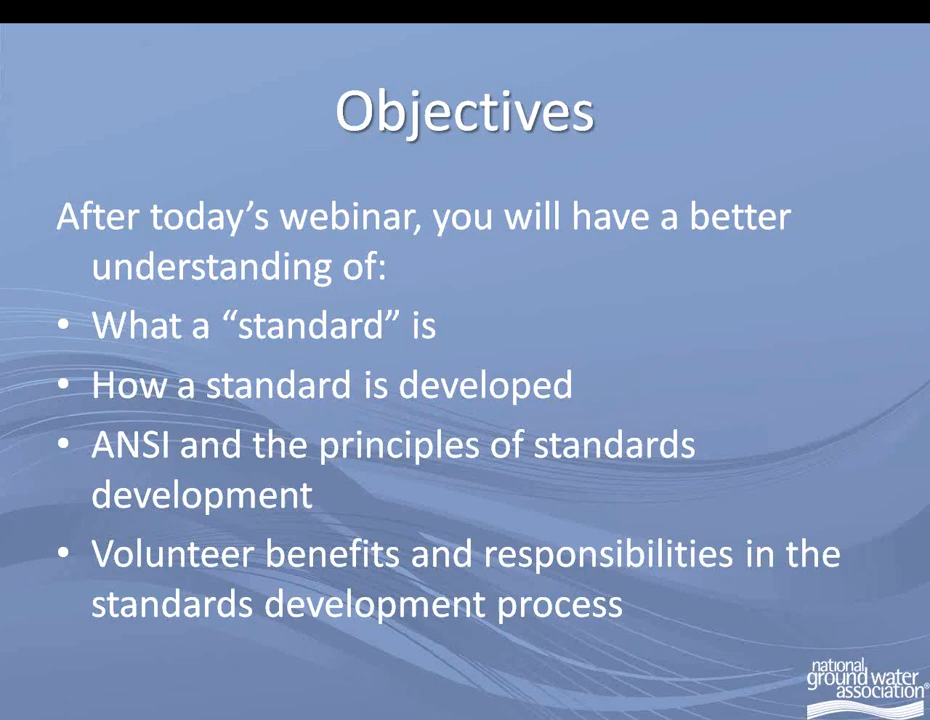 Objectives
After today’s webinar, you will have a better
understanding of:
• What a “standard” is
• How a standard is developed
• ANSI and the principles of standards
development
• Volunteer benefits and responsibilities in the
standards development process
national
ground water
association®